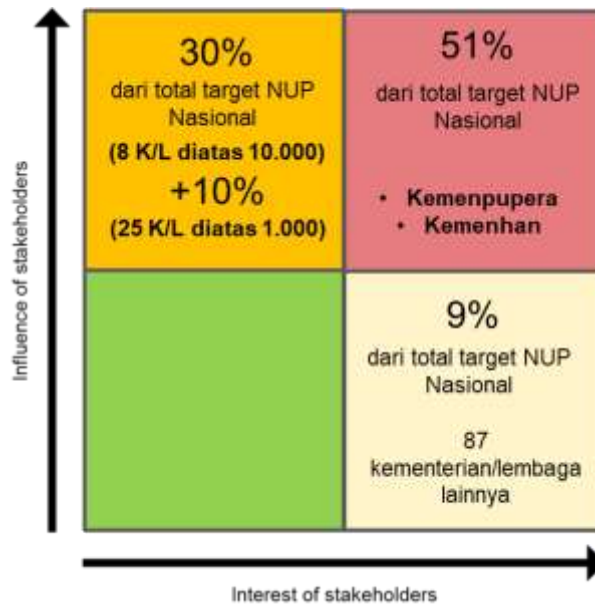 30%
dari total target NUP
Nasional
(8 K/L diatas 10.000)
+10%
(25 K/L diatas 1.000)
51%
dari total target NUP
Nasional
• Kemenpupera
• Kemenhan
9%
dari total target NUP
Nasional
87
kementerian/lembaga
lainnya
Influence of stakeholders
Interest of stakeholders